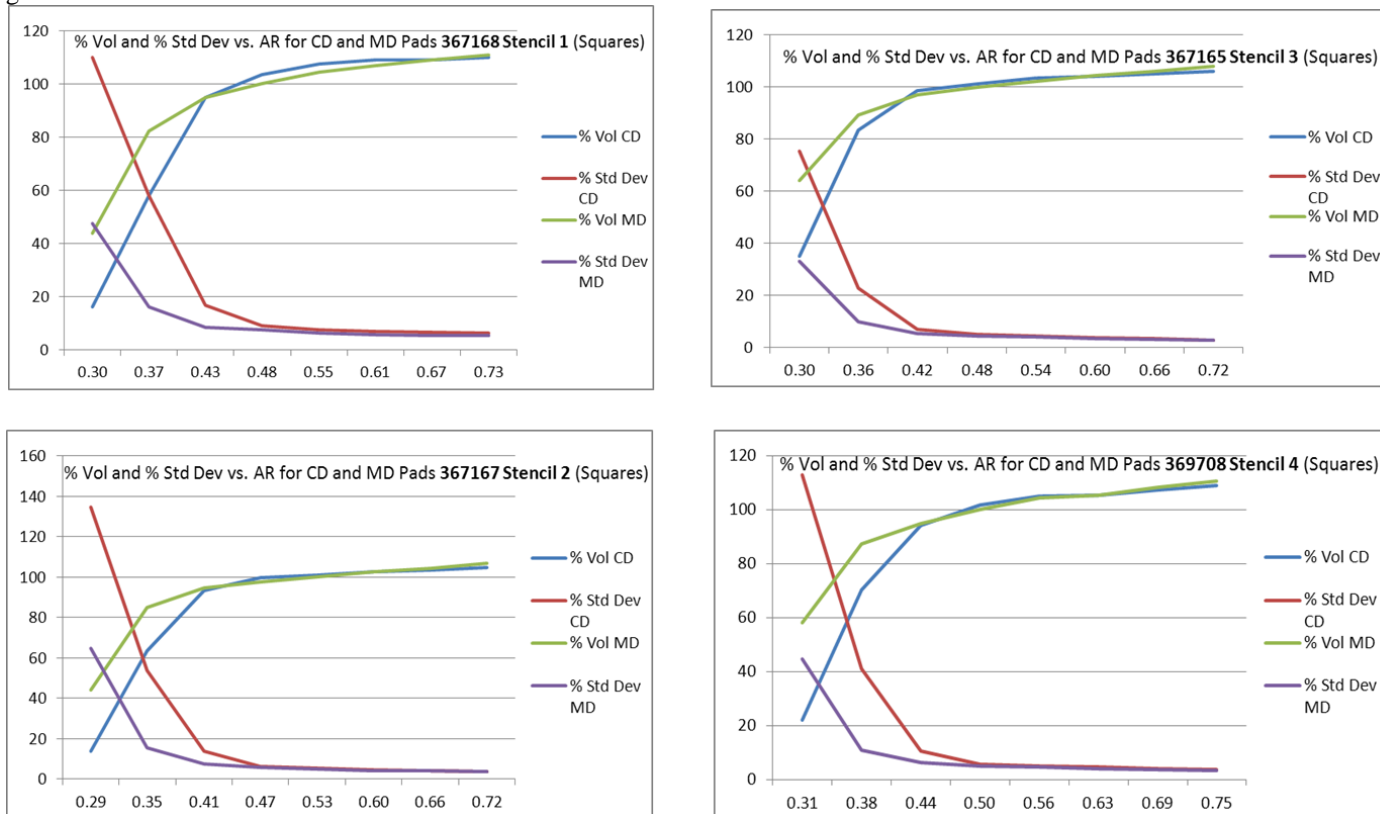 % Vol and % Std Dev vs. AR for CD and MD Pads 367168 Stencil 1 (Squares)
120
100
80
60
40
20
0
0.30 0.37 0.43 0.48 0.55 0.61 0.67 0.73
% Vol CD
% Std Dev
CD
% Vol MD
% Std Dev
MD
% Vol and % Std Dev vs. AR for CD and MD Pads 367165 Stencil 3 (Squares)
120
100
80
60
40
20
0
0.30 0.36 0.42 0.48 0.54 0.60 0.66 0.72
% Vol CD
% Std Dev
CD
% Vol MD
% Std Dev
MD
% Vol and % Std Dev vs. AR for CD and MD Pads 367167 Stencil 2 (Squares)
160
140
120
100
80
60
40
20
0
0.29 0.35 0.41 0.47 0.53 0.60 0.66 0.72
% Vol CD
% Std Dev
CD
% Vol MD
% Std Dev
MD
% Vol and % Std Dev vs. AR for CD and MD Pads 369708 Stencil 4 (Squares)
120
100
80
60
40
20
0
0.31 0.38 0.44 0.50 0.56 0.63 0.69 0.75
% Vol CD
% Std Dev
CD
% Vol MD
% Std Dev
MD